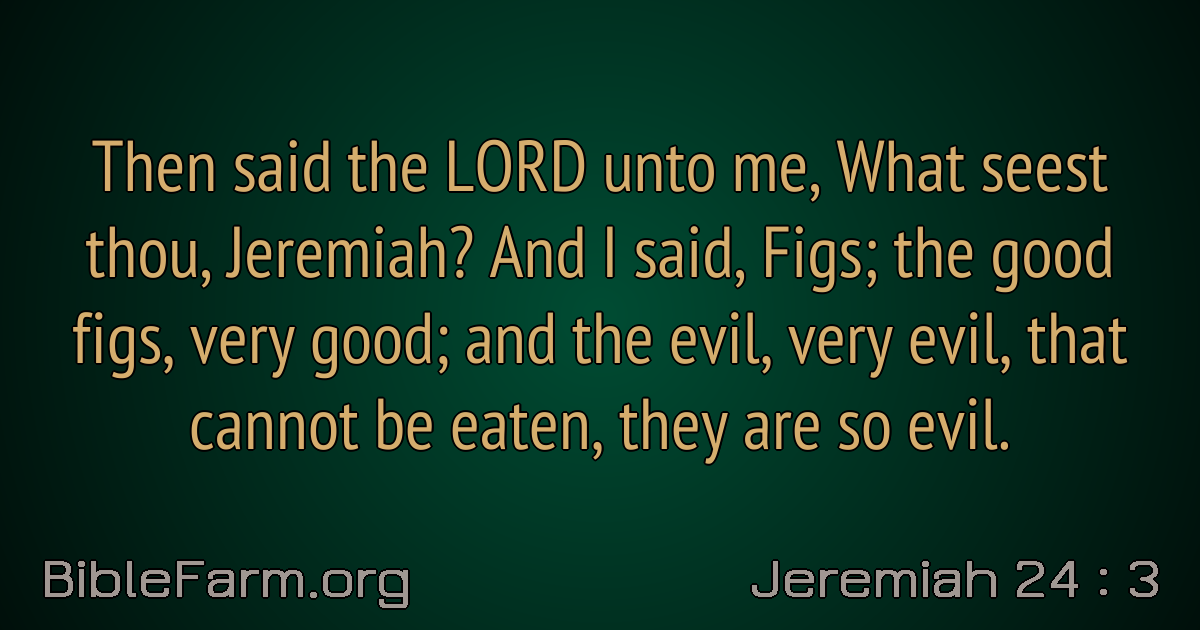 Then said the LORD unto me, What seest
thou, Jeremiah? And I said, Figs; the good
figs, very good; and the evil, very evil, that
cannot be eaten, they are so evil.
BibleFarm.org
Jeremiah 24 : 3